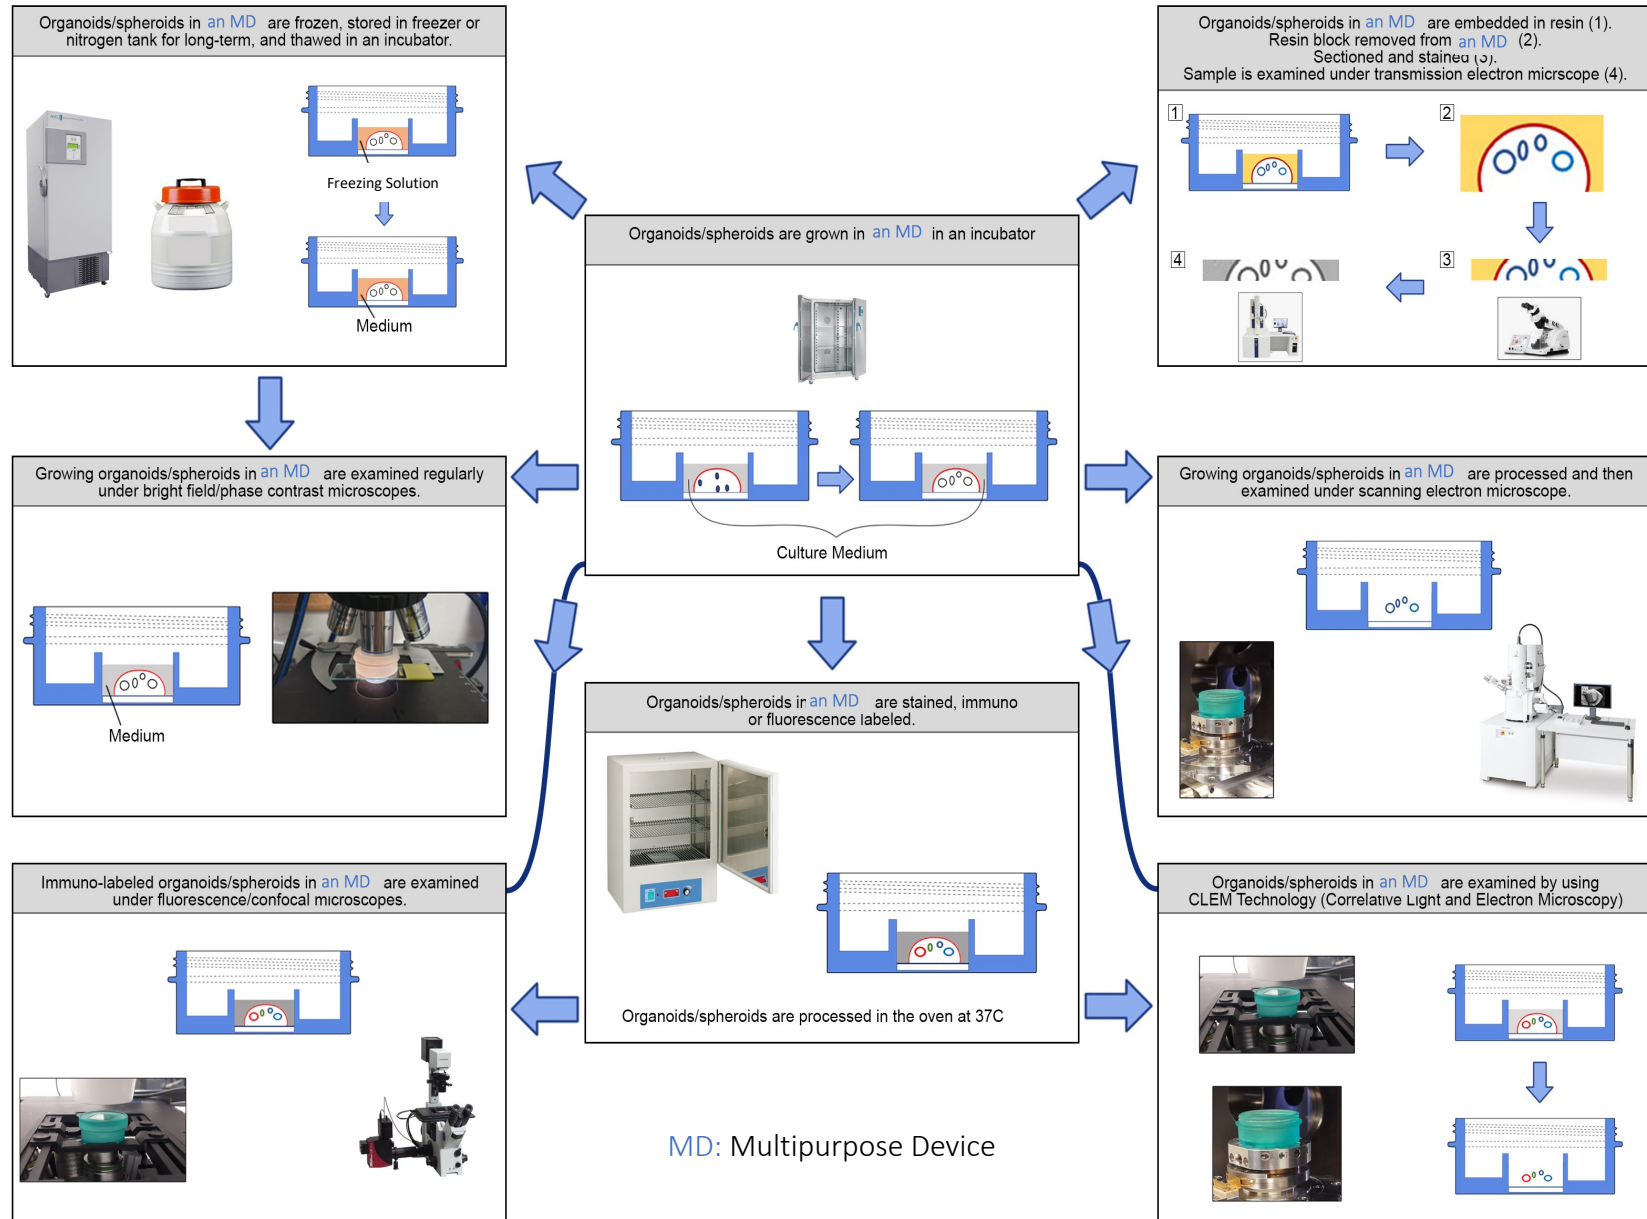 Organoids/spheroids in an MD are frozen, stored in freezer or
nitrogen tank for long-term, and thawed in an incubator.
Freezing Solution
Medium
Organoids/spheroids in an MD are embedded in resin (1).
Resin block removed from an MD (2).
Sectioned and stained (3).
Sample is examined under transmission electron micrscope (4).
1
2
4
3
Organoids/spheroids are grown in an MD in an incubator
Culture Medium
Growing organoids/spheroids in an MD are examined regularly
under bright field/phase contrast microscopes.
Medium
Growing organoids/spheroids in an MD are processed and then
examined under scanning electron microscope.
Organoids/spheroids in an MD are stained, immuno
or fluorescence labeled.
Organoids/spheroids are processed in the oven at 37C
Immuno-labeled organoids/spheroids in an MD are examined
under fluorescence/confocal microscopes.
Organoids/spheroids in an MD are examined by using
CLEM Technology (Correlative Light and Electron Microscopy)
MD: Multipurpose Device